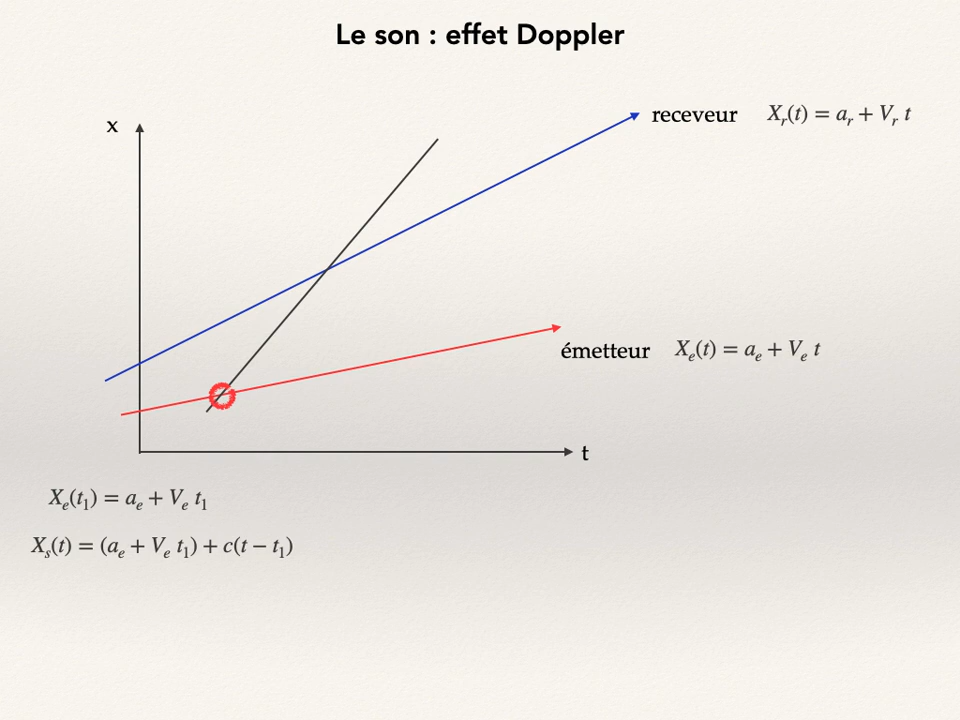 Le son : effet Doppler
x
receveur X_r(t) = a_r + V_r t
émetteur X_e(t) = a_e + V_e t
t
X_e(t_1) = a_e + V_e t_1
X_s(t) = (a_e + V_e t_1) + c(t − t_1)